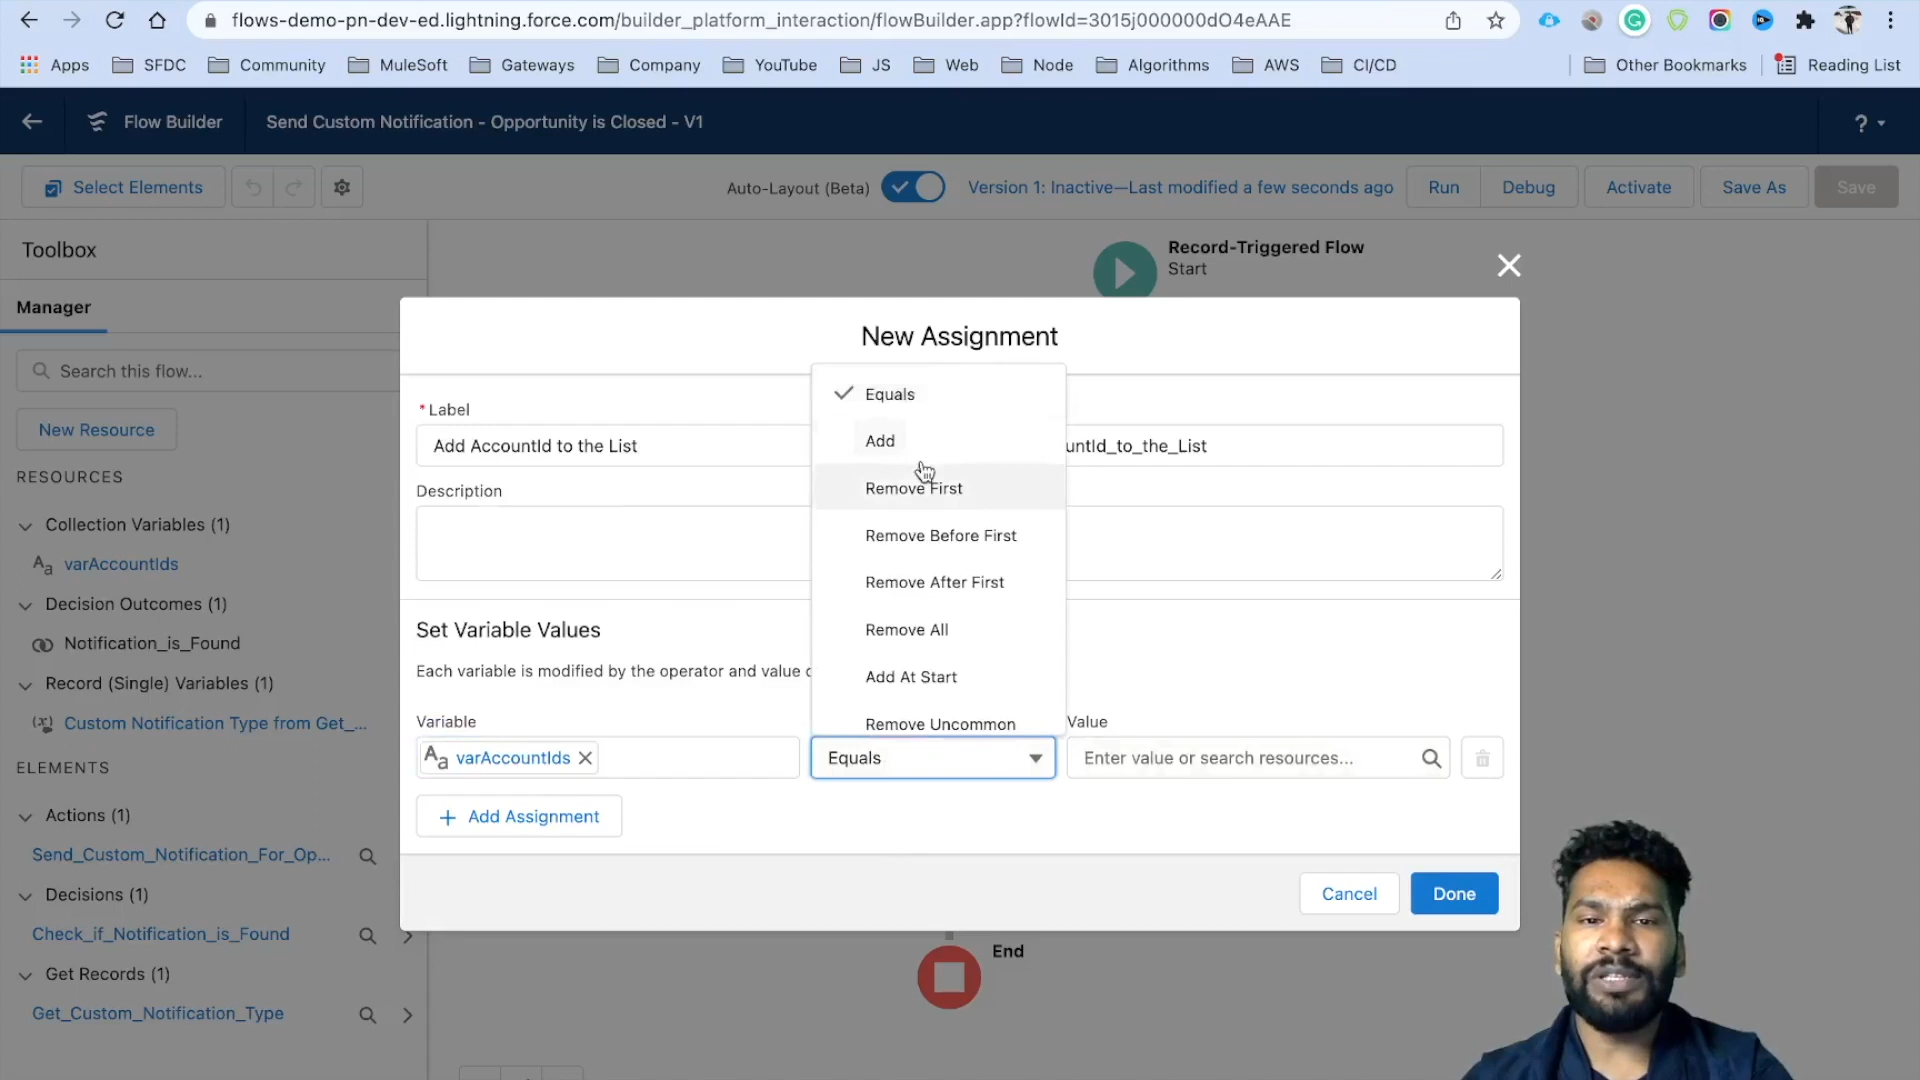 flows-demo-pn-dev-ed.lightning.force.com/builder_platform_interaction/flowBuilder.app?flowId=3015j000000dO4eAAE
Apps SFDC Community MuleSoft Gateways Company YouTube JS Web Node Algorithms AWS CI/CD Other Bookmarks Reading List
Flow Builder Send Custom Notification - Opportunity is Closed - V1 ?
Select Elements Auto-Layout (Beta) Version 1: Inactive—Last modified a few seconds ago Run Debug Activate Save As Save
Toolbox
Manager
Search this flow...
New Resource
RESOURCES
Collection Variables (1)
Aa varAccountIds
Decision Outcomes (1)
Notification_is_Found
Record (Single) Variables (1)
Custom Notification Type from Get_...
ELEMENTS
Actions (1)
Send_Custom_Notification_For_Op...
Decisions (1)
Check_if_Notification_is_Found
Get Records (1)
Get_Custom_Notification_Type
Record-Triggered Flow
Start
New Assignment
* Label
Add AccountId to the List
untId_to_the_List
Description
Equals
Add
Remove First
Remove Before First
Remove After First
Remove All
Add At Start
Remove Uncommon
Set Variable Values
Each variable is modified by the operator and value c
Variable
Value
Aa varAccountIds
Equals
Enter value or search resources...
+ Add Assignment
Cancel Done
End